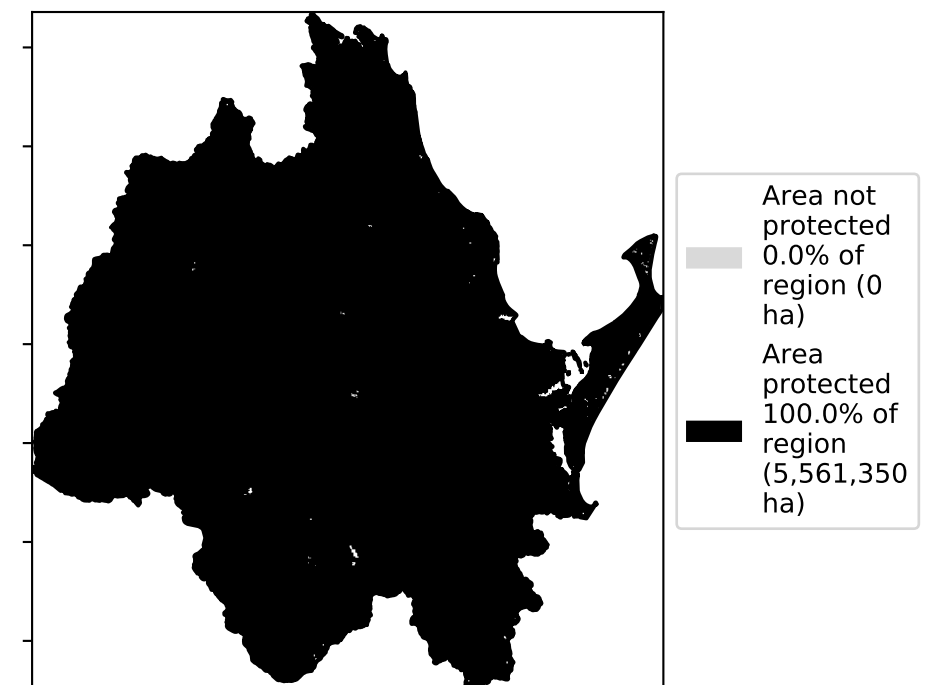 Area not
protected
0.0% of
region (0
ha)
Area
protected
100.0% of
region
(5,561,350
ha)